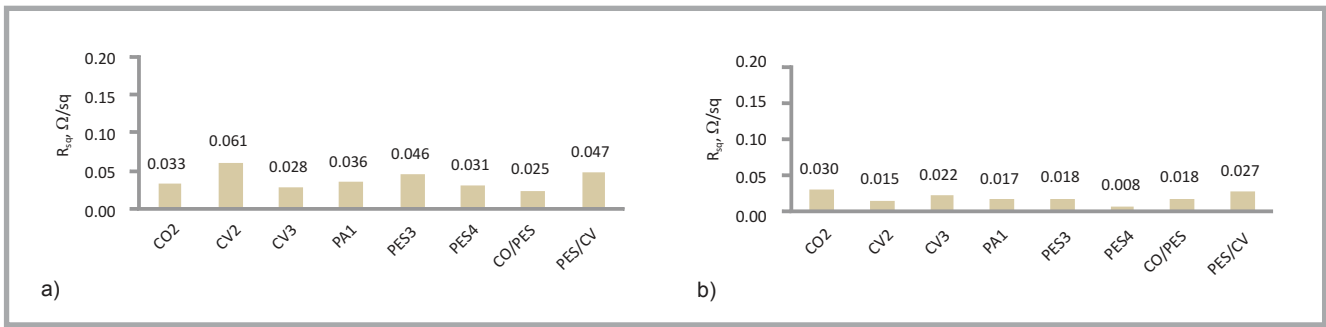 0.20
0.15
0.10
0.05
0.00
R_sq, Ω/sq
0.033
0.061
0.028
0.036
0.046
0.031
0.025
0.047
CO2
CV2
CV3
PA1
PES3
PES4
CO/PES
PES/CV
a)
0.20
0.15
0.10
0.05
0.00
R_sq, Ω/sq
0.030
0.015
0.022
0.017
0.018
0.008
0.018
0.027
CO2
CV2
CV3
PA1
PES3
PES4
CO/PES
PES/CV
b)